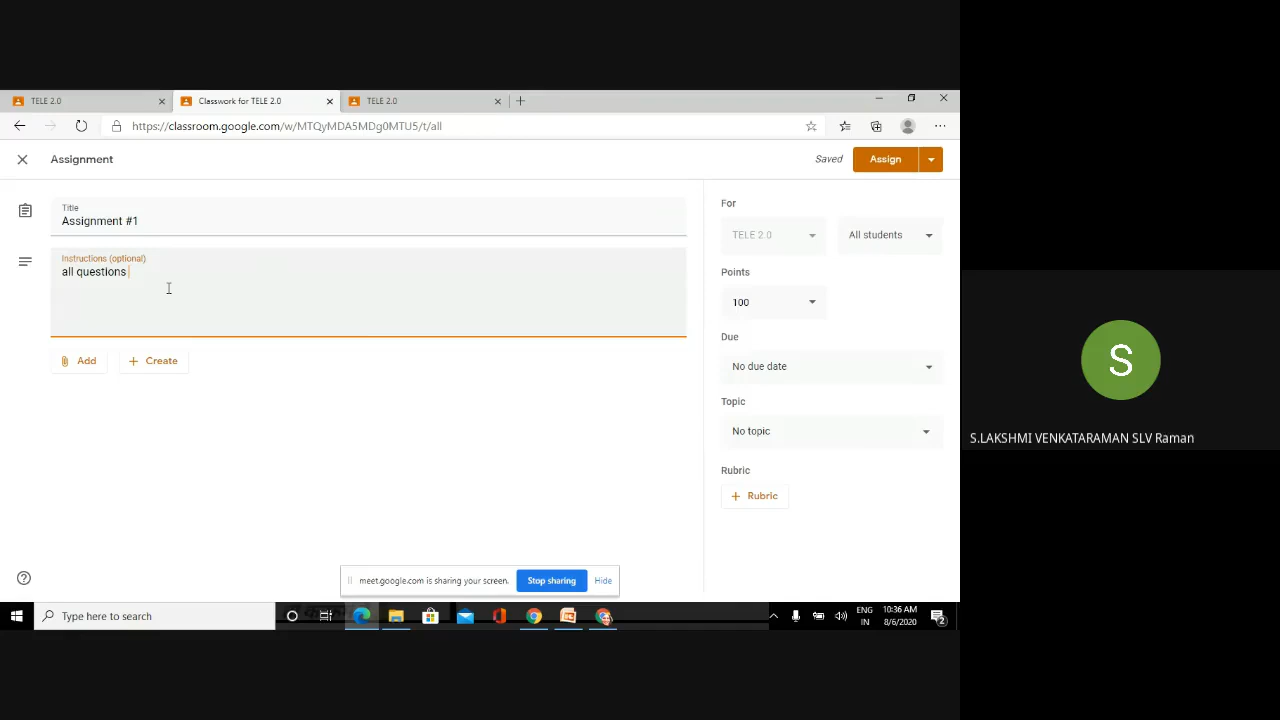 TELE 2.0
Classwork for TELE 2.0
TELE 2.0
https://classroom.google.com/w/MTQyMDA5MDg0MTU5/t/all
Assignment
Saved
Assign
Title
Assignment #1
Instructions (optional)
all questions
Add
Create
For
TELE 2.0
All students
Points
100
Due
No due date
Topic
No topic
Rubric
Rubric
S
S.LAKSHMI VENKATARAMAN SLV Raman
meet.google.com is sharing your screen.
Stop sharing
Hide
Type here to search
ENG
IN
10:36 AM
8/6/2020
2